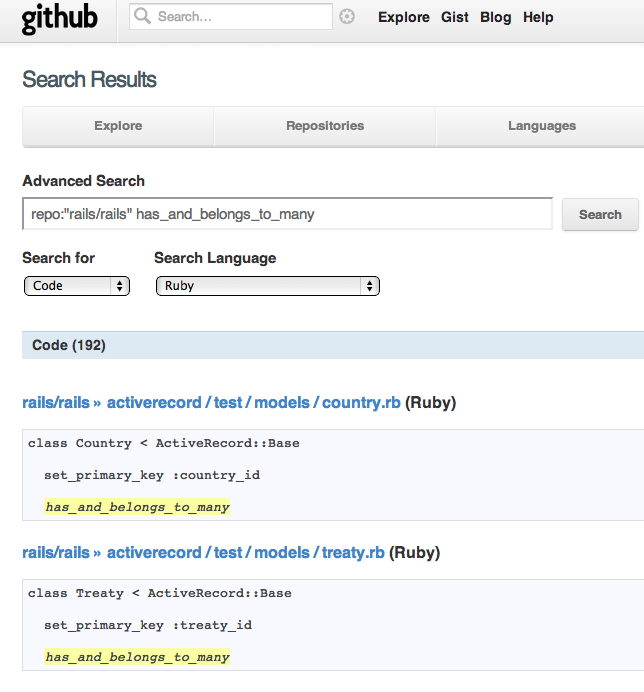 github
Search...
Explore Gist Blog Help
Search Results
Explore Repositories Languages
Advanced Search
repo:"rails/rails" has_and_belongs_to_many
Search
Search for Search Language
Code Ruby
Code (192)
rails/rails » activerecord / test / models / country.rb (Ruby)
class Country < ActiveRecord::Base
set_primary_key :country_id
has_and_belongs_to_many
rails/rails » activerecord / test / models / treaty.rb (Ruby)
class Treaty < ActiveRecord::Base
set_primary_key :treaty_id
has_and_belongs_to_many